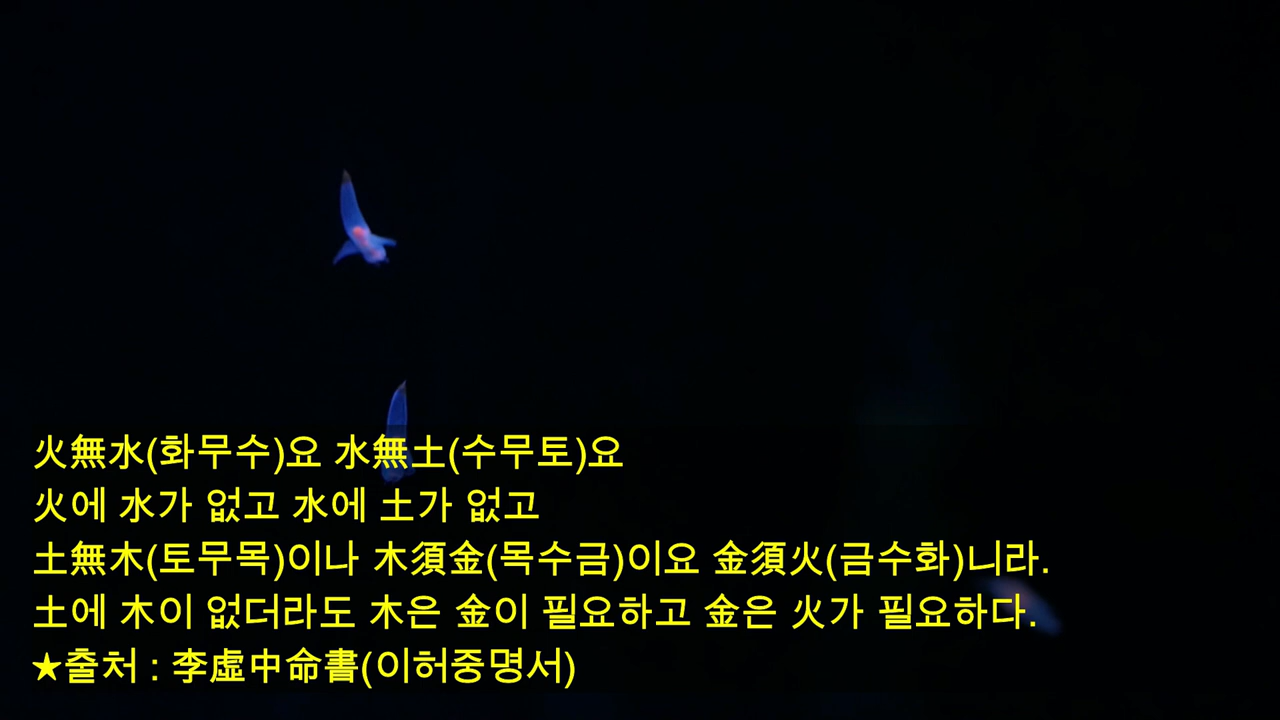 火無水(화무수)요 水無土(수무토)요
火에 水가 없고 水에 土가 없고
土無木(토무목)이나 木須金(목수금)이요 金須火(금수화)니라.
土에 木이 없더라도 木은 金이 필요하고 金은 火가 필요하다.
★출처 : 李虛中命書(이허중명서)